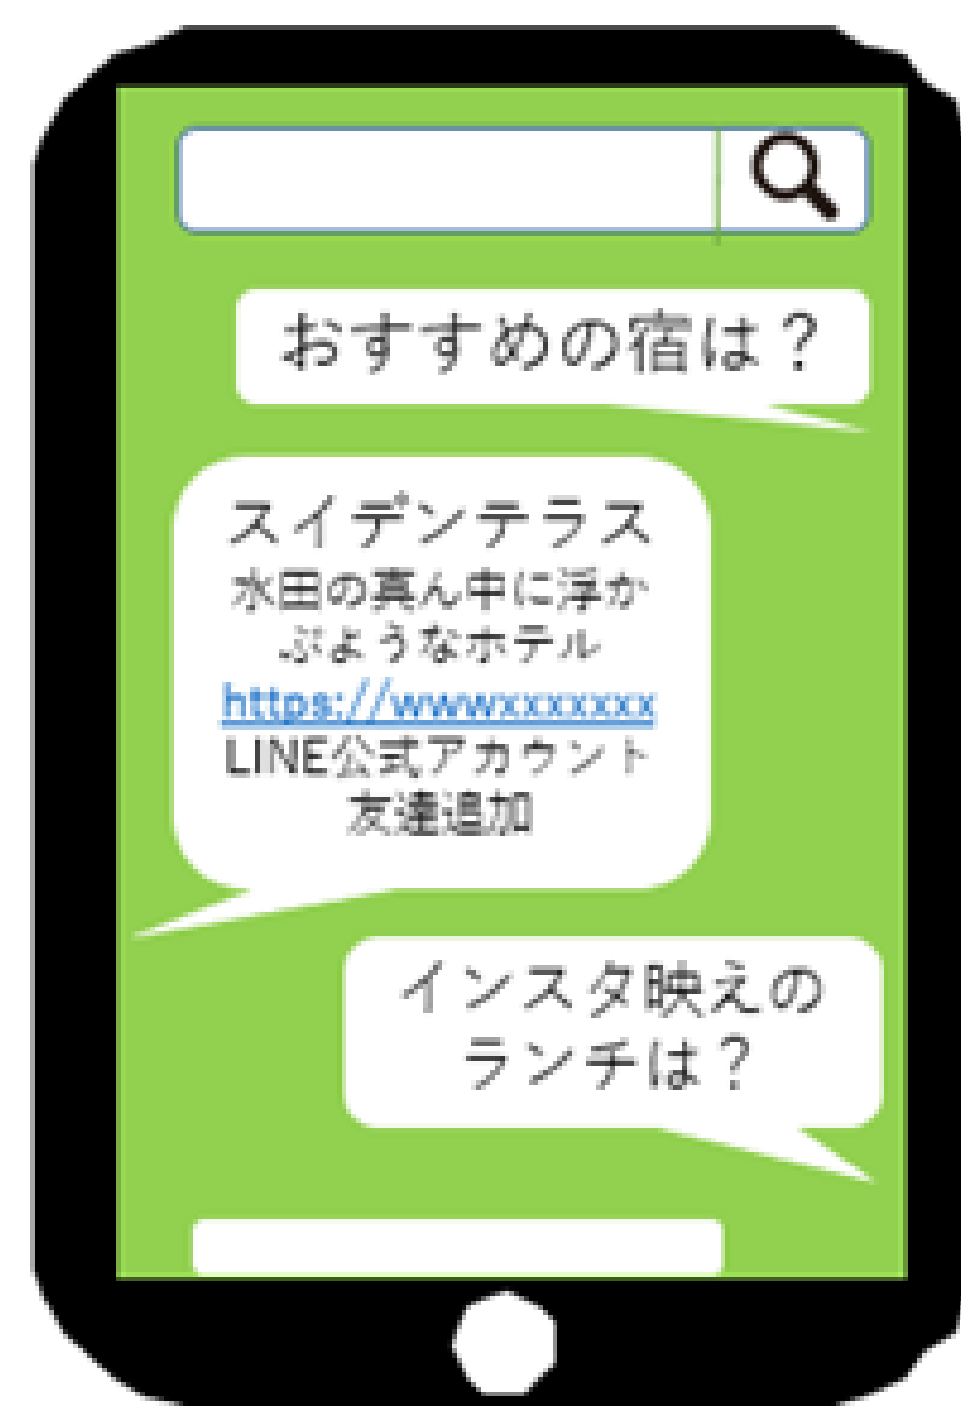 おすすめの宿は？
スイデンテラス
水田の真ん中に浮か
ぶようなホテル
https://wwwxxxxxxx
LINE公式アカウント
友達追加
インスタ映えの
ランチは？